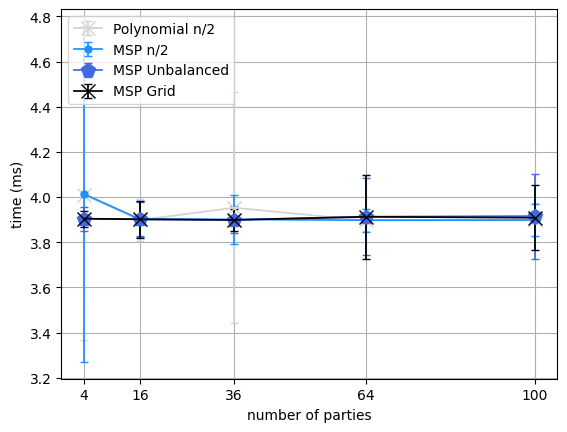 Polynomial n/2
MSP n/2
MSP Unbalanced
MSP Grid
4.8
4.6
4.4
4.2
4.0
3.8
3.6
3.4
3.2
time (ms)
4 16 36 64 100
number of parties